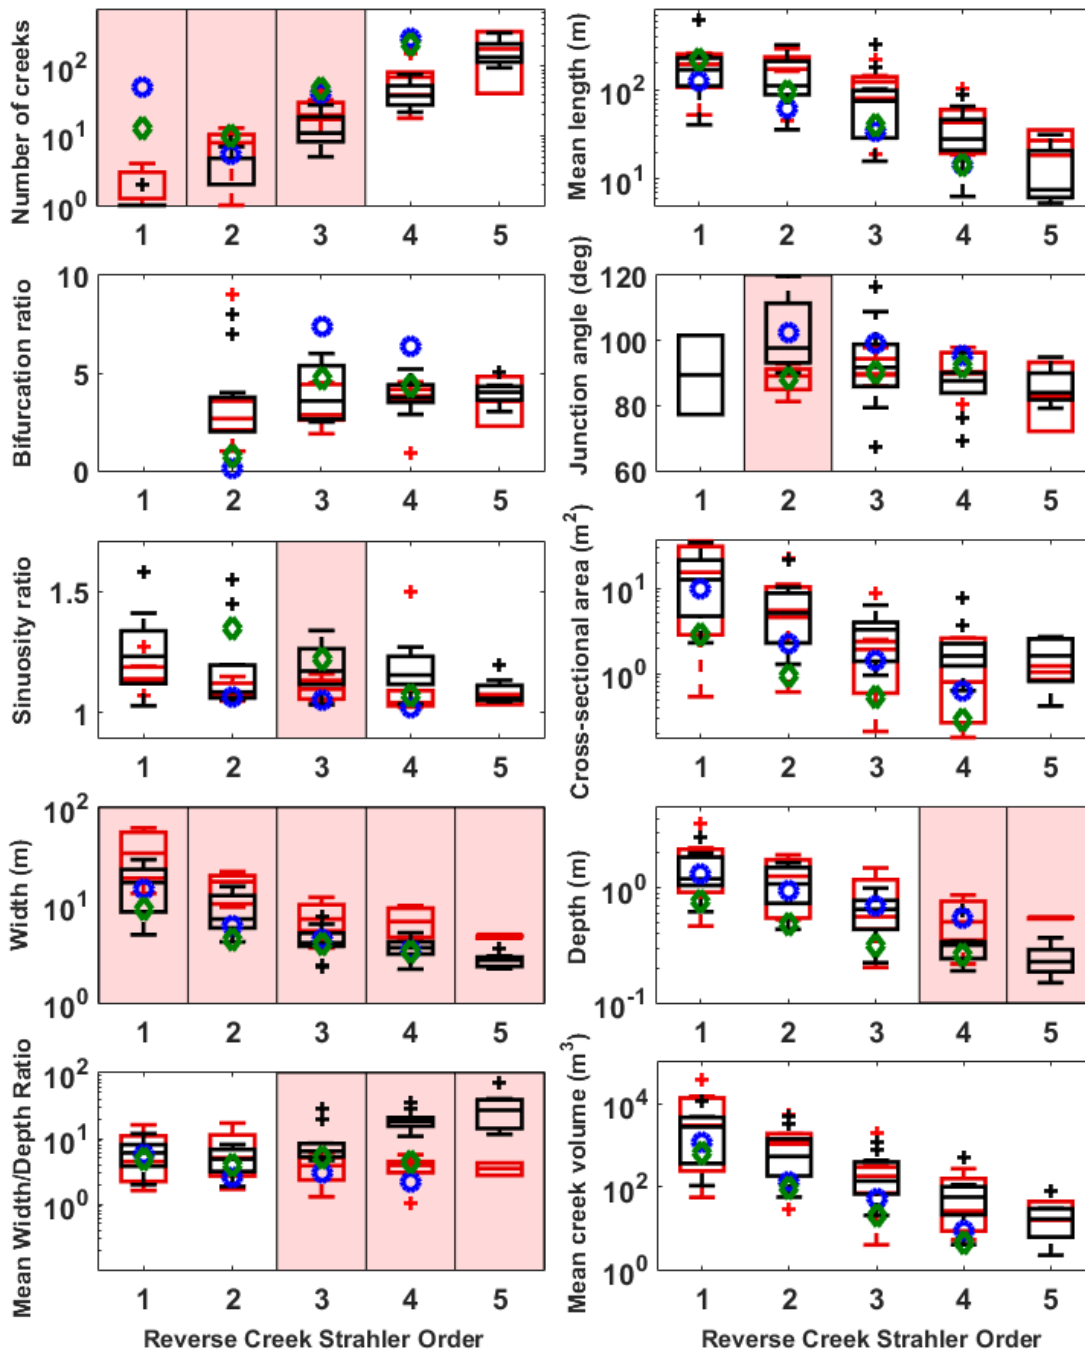 Number of creeks
10^2
10^1
10^0
1 2 3 4 5
Mean length (m)
10^2
10^1
1 2 3 4 5
Bifurcation ratio
10
5
0
1 2 3 4 5
Junction angle (deg)
120
100
80
60
1 2 3 4 5
Sinuosity ratio
1.5
1
1 2 3 4 5
Cross-sectional area (m^2)
10^1
10^0
1 2 3 4 5
Width (m)
10^2
10^1
10^0
1 2 3 4 5
Depth (m)
10^0
10^-1
1 2 3 4 5
Mean Width/Depth Ratio
10^2
10^1
10^0
1 2 3 4 5
Reverse Creek Strahler Order
Mean creek volume (m^3)
10^4
10^2
10^0
1 2 3 4 5
Reverse Creek Strahler Order